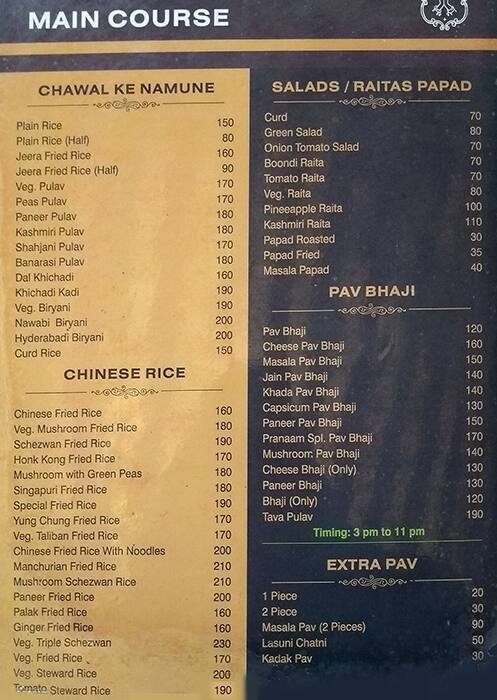 MAIN COURSE
CHAWAL KE NAMUNE
Plain Rice 150
Plain Rice (Half) 80
Jeera Fried Rice 160
Jeera Fried Rice (Half) 90
Veg. Pulav 170
Peas Pulav 170
Paneer Pulav 180
Kashmiri Pulav 180
Shahjani Pulav 170
Banarasi Pulav 180
Dal Khichadi 190
Khichadi Kadi 190
Veg. Biryani 190
Nawabi Biryani 200
Hyderabadi Biryani 200
Curd Rice 150
CHINESE RICE
Chinese Fried Rice 160
Veg. Mushroom Fried Rice 180
Schezwan Fried Rice 190
Honk Kong Fried Rice 170
Mushroom with Green Peas 180
Singapuri Fried Rice 180
Special Fried Rice 190
Yung Chung Fried Rice 170
Veg. Taliban Fried Rice 170
Chinese Fried Rice With Noodles 200
Manchurian Fried Rice 210
Mushroom Schezwan Rice 210
Paneer Fried Rice 200
Palak Fried Rice 160
Ginger Fried Rice 160
Veg. Triple Schezwan 230
Veg. Fried Rice 170
Veg. Steward Rice 200
Tomato Steward Rice 190
SALADS / RAITAS PAPAD
Curd 70
Green Salad 80
Onion Tomato Salad 70
Boondi Raita 70
Tomato Raita 70
Veg. Raita 80
Pineeapple Raita 100
Kashmiri Raita 110
Papad Roasted 30
Papad Fried 35
Masala Papad 40
PAV BHAJI
Pav Bhaji 120
Cheese Pav Bhaji 160
Masala Pav Bhaji 150
Jain Pav Bhaji 140
Khada Pav Bhaji 140
Capsicum Pav Bhaji 130
Paneer Pav Bhaji 150
Pranaam Spl. Pav Bhaji 170
Mushroom Pav Bhaji 140
Cheese Bhaji (Only) 130
Paneer Bhaji 130
Bhaji (Only) 120
Tava Pulav 190
Timing: 3 pm to 11 pm
EXTRA PAV
1 Piece 20
2 Piece 30
Masala Pav (2 Pieces) 90
Lasuni Chatni 50
Kadak Pav 30